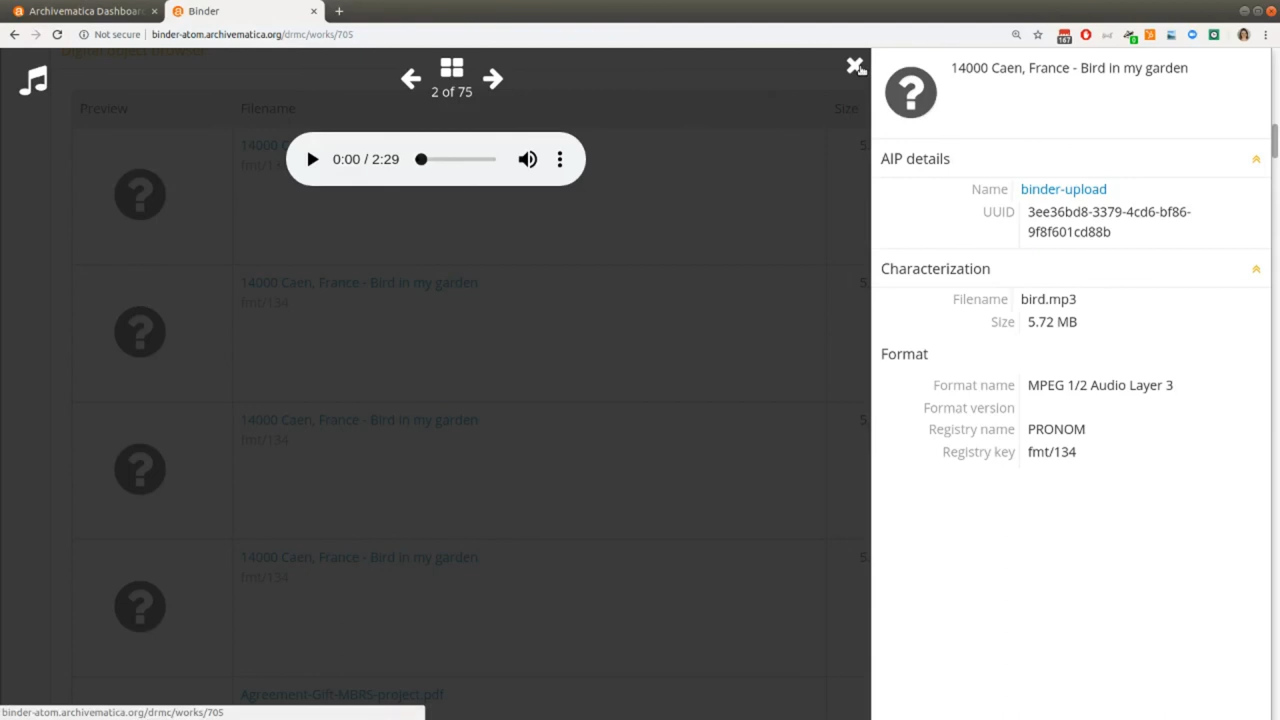 Archivematica Dashboar
Binder
Not secure binder-atom.archivematica.org/drmc/works/705
167
2 of 75
14000 Caen, France - Bird in my garden
Preview Filename Size
0:00 / 2:29
AIP details
Name binder-upload
UUID 3ee36bd8-3379-4cd6-bf86-
9f8f601cd88b
Characterization
Filename bird.mp3
Size 5.72 MB
Format
Format name MPEG 1/2 Audio Layer 3
Format version
Registry name PRONOM
Registry key fmt/134
14000 Caen, France - Bird in my garden
fmt/134
14000 Caen, France - Bird in my garden
fmt/134
14000 Caen, France - Bird in my garden
fmt/134
Agreement-Gift-MBRS-project.pdf
binder-atom.archivematica.org/drmc/works/705